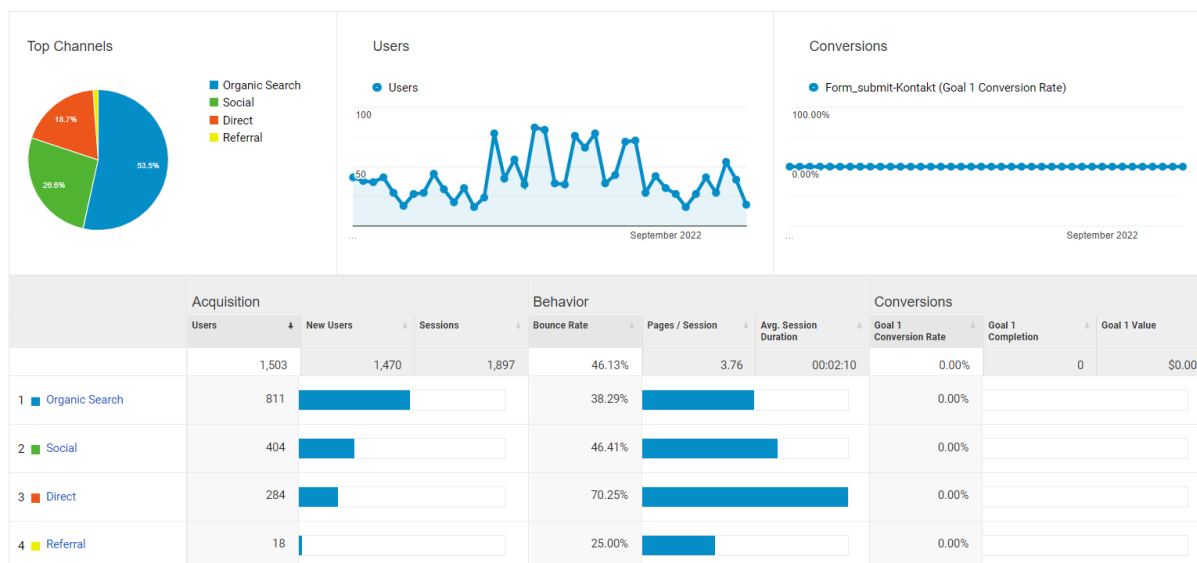 Top Channels
Organic Search
Social
Direct
Referral
18.7%
53.5%
26.6%
Users
Users
100
50
...
September 2022
Conversions
Form_submit-Kontakt (Goal 1 Conversion Rate)
100.00%
0.00%
...
September 2022
Acquisition Behavior Conversions
Users New Users Sessions Bounce Rate Pages / Session Avg. Session Duration Goal 1 Conversion Rate Goal 1 Completion Goal 1 Value
1,503 1,470 1,897 46.13% 3.76 00:02:10 0.00% 0 $0.00
1 Organic Search 811 38.29% 0.00%
2 Social 404 46.41% 0.00%
3 Direct 284 70.25% 0.00%
4 Referral 18 25.00% 0.00%